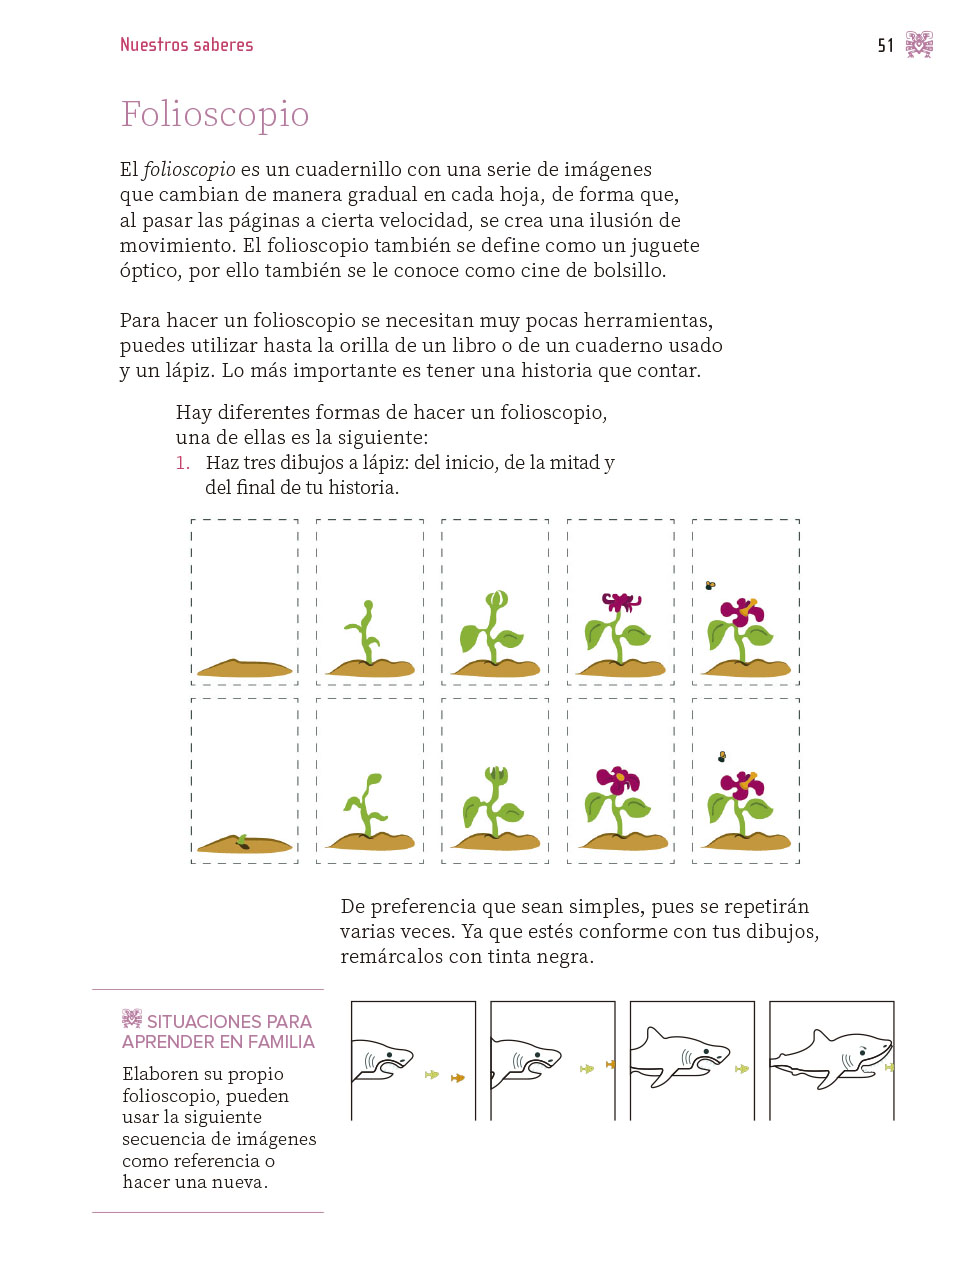 Nuestros saberes
51
Folioscopio
El folioscopio es un cuadernillo con una serie de imágenes
que cambian de manera gradual en cada hoja, de forma que,
al pasar las páginas a cierta velocidad, se crea una ilusión de
movimiento. El folioscopio también se define como un juguete
óptico, por ello también se le conoce como cine de bolsillo.
Para hacer un folioscopio se necesitan muy pocas herramientas,
puedes utilizar hasta la orilla de un libro o de un cuaderno usado
y un lápiz. Lo más importante es tener una historia que contar.
Hay diferentes formas de hacer un folioscopio,
una de ellas es la siguiente:
1. Haz tres dibujos a lápiz: del inicio, de la mitad y
del final de tu historia.
De preferencia que sean simples, pues se repetirán
varias veces. Ya que estés conforme con tus dibujos,
remárcalos con tinta negra.
SITUACIONES PARA
APRENDER EN FAMILIA
Elaboren su propio
folioscopio, pueden
usar la siguiente
secuencia de imágenes
como referencia o
hacer una nueva.